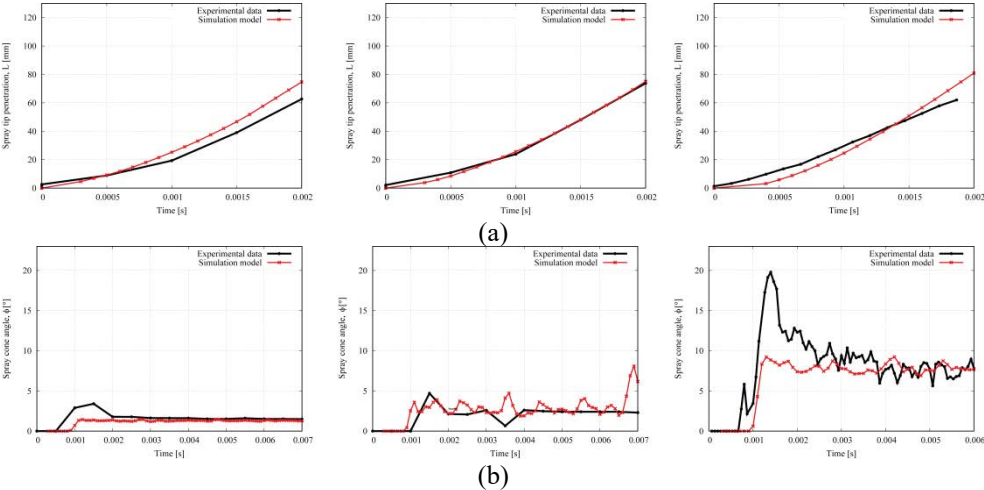 Experimental data
Simulation model
Spray tip penetration, L [mm]
120
100
80
60
40
20
0
0 0.0005 0.001 0.0015 0.002
Time [s]
Experimental data
Simulation model
Spray tip penetration, L [mm]
120
100
80
60
40
20
0
0 0.0005 0.001 0.0015 0.002
Time [s]
Experimental data
Simulation model
Spray tip penetration, L [mm]
120
100
80
60
40
20
0
0 0.0005 0.001 0.0015 0.002
Time [s]
(a)
Experimental data
Simulation model
Spray cone angle, ϕ[°]
20
15
10
5
0
0 0.001 0.002 0.003 0.004 0.005 0.006 0.007
Time [s]
Experimental data
Simulation model
Spray cone angle, ϕ[°]
20
15
10
5
0
0 0.001 0.002 0.003 0.004 0.005 0.006 0.007
Time [s]
Experimental data
Simulation model
Spray cone angle, ϕ[°]
20
15
10
5
0
0 0.001 0.002 0.003 0.004 0.005 0.006
Time [s]
(b)